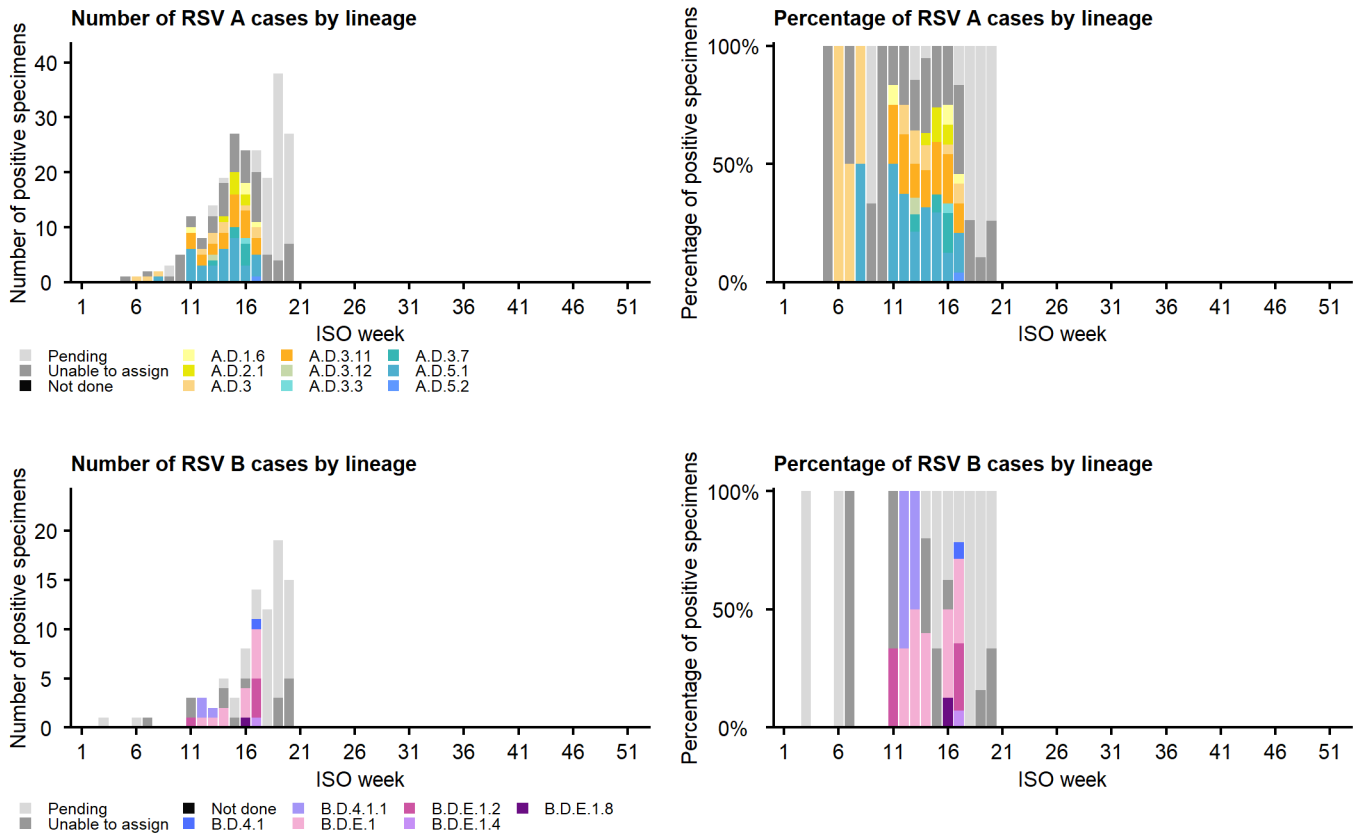 Number of RSV A cases by lineage
Number of positive specimens
40
30
20
10
0
1 6 11 16 21 26 31 36 41 46 51
ISO week
Pending A.D.1.6 A.D.3.11 A.D.3.7
Unable to assign A.D.2.1 A.D.3.12 A.D.5.1
Not done A.D.3 A.D.3.3 A.D.5.2
Percentage of RSV A cases by lineage
Percentage of positive specimens
100%
50%
0%
1 6 11 16 21 26 31 36 41 46 51
ISO week
Number of RSV B cases by lineage
Number of positive specimens
20
15
10
5
0
1 6 11 16 21 26 31 36 41 46 51
ISO week
Pending Not done B.D.4.1.1 B.D.E.1.2 B.D.E.1.8
Unable to assign B.D.4.1 B.D.E.1 B.D.E.1.4
Percentage of RSV B cases by lineage
Percentage of positive specimens
100%
50%
0%
1 6 11 16 21 26 31 36 41 46 51
ISO week